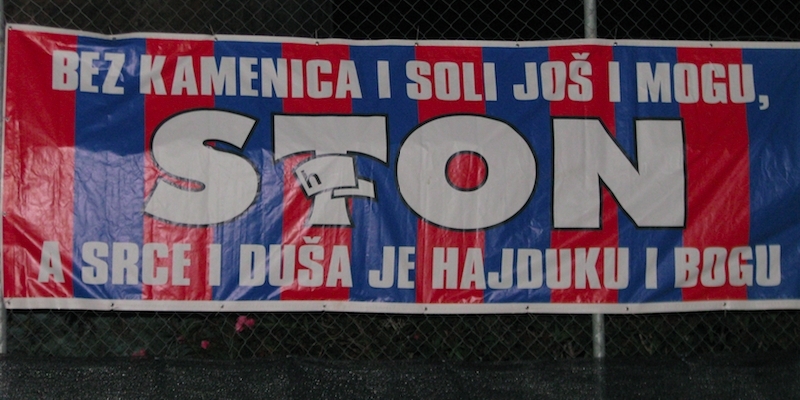 BEZ KAMENICA I SOLI JOŠ I MOGU,
STON
A SRCE I DUŠA JE HAJDUKU I BOGU